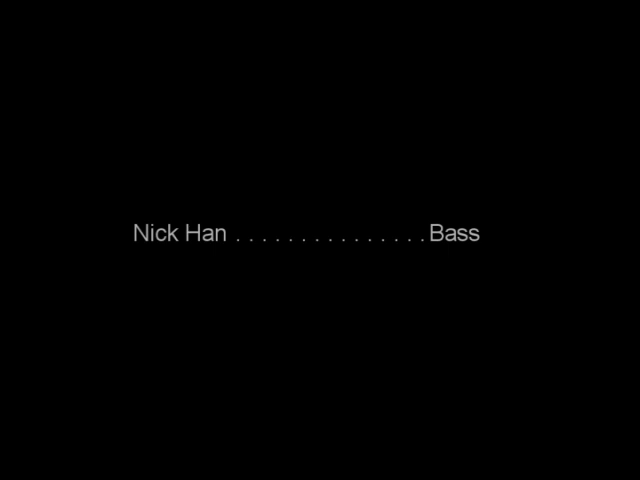 Nick Han . . . . . . . . . . . . . . . Bass